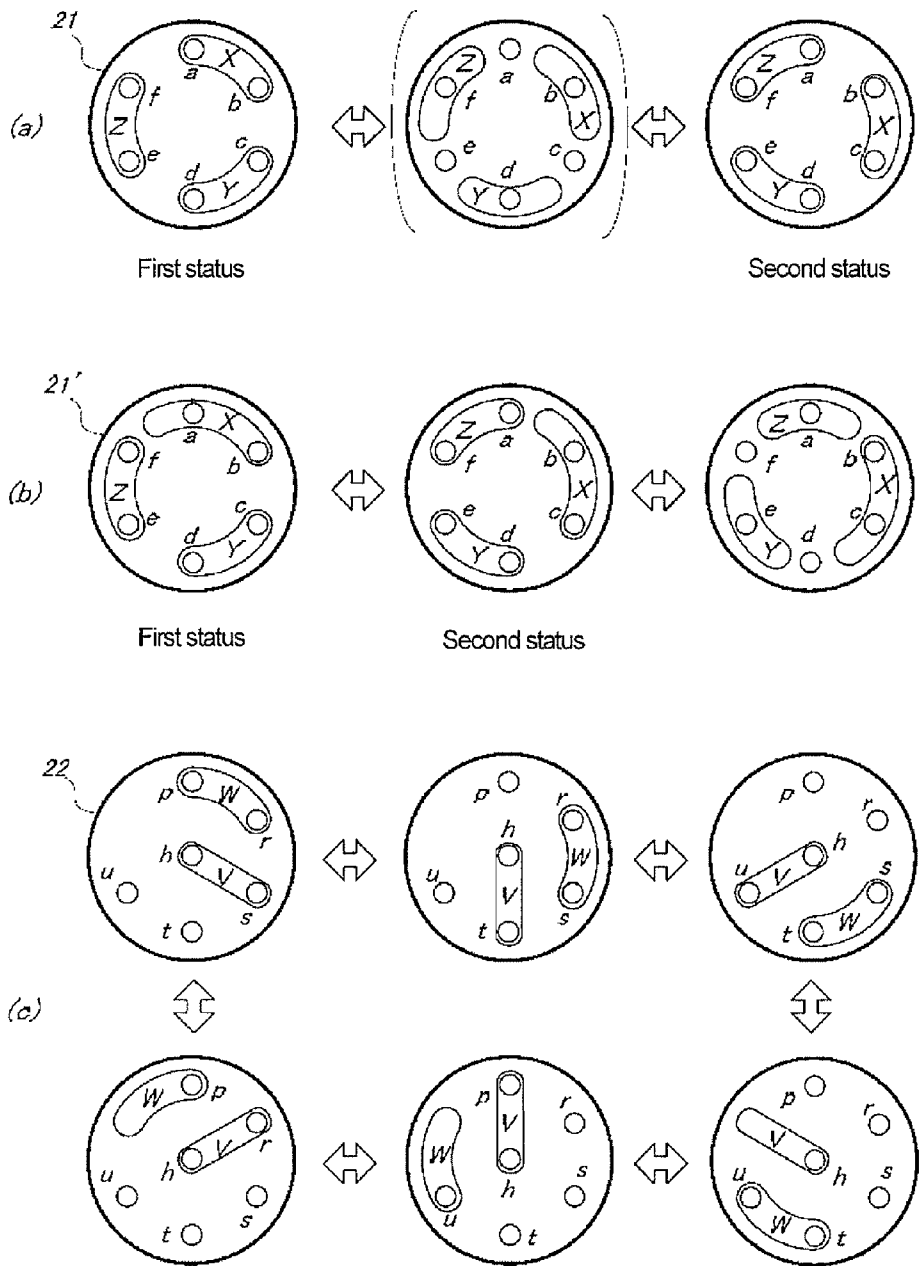 21
(a)
a X b c Y d e Z f
a b X c d Y e Z f
a b X c d Y e f Z
First status
Second status
21'
(b)
a X b c Y d e Z f
a b X c d Y e f Z
Z a b X c d Y e f
First status
Second status
22
(c)
p W r h V s t u
p r W s h V t u
p r h s V u W t
W p r V h s t u
p V r W h s u t
p r V h s u W t